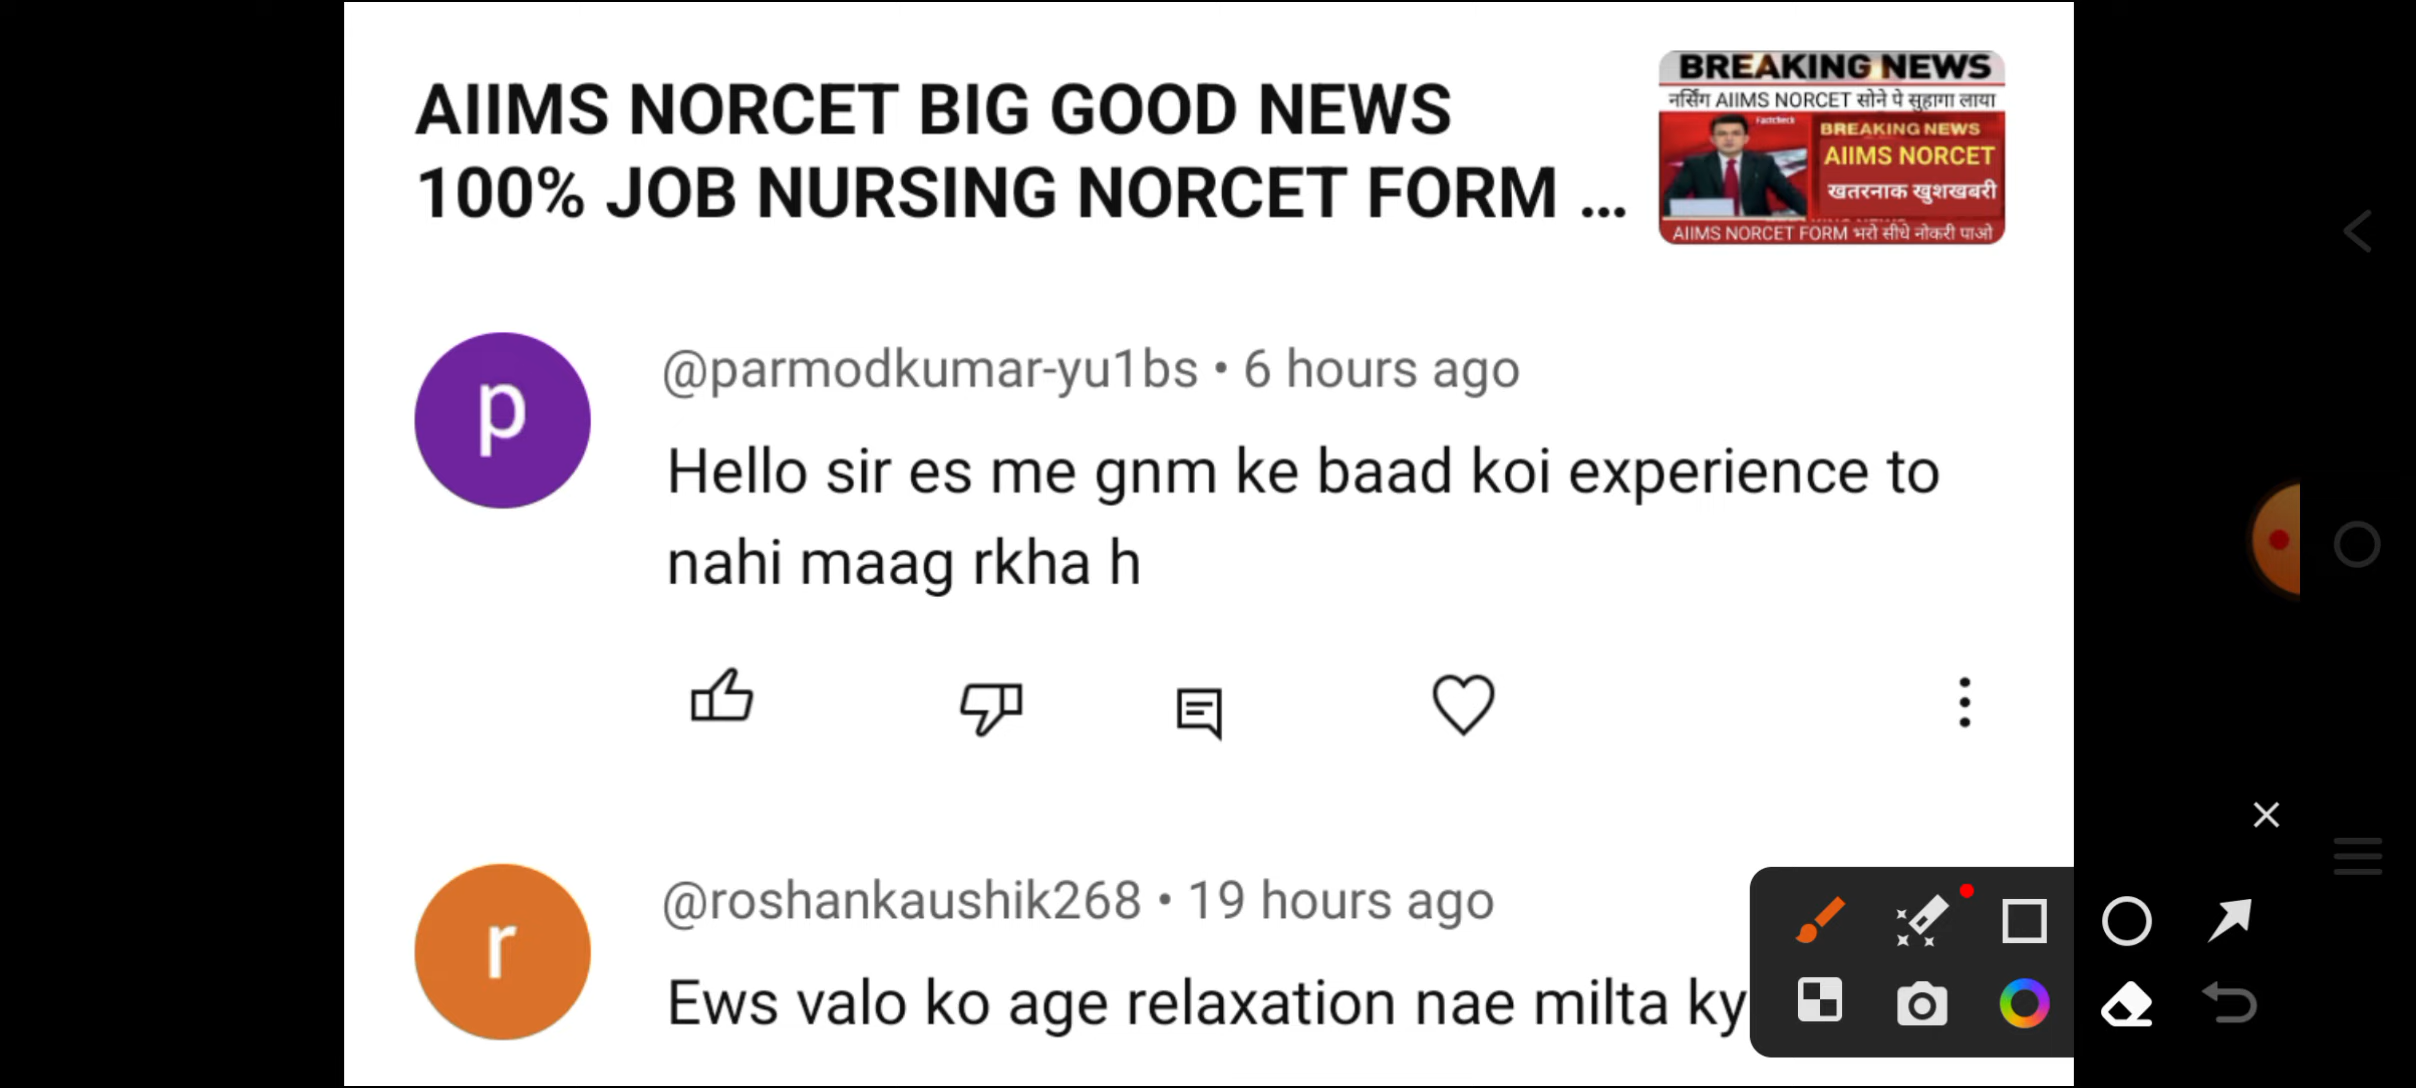 AIIMS NORCET BIG GOOD NEWS
100% JOB NURSING NORCET FORM ...
BREAKING NEWS
नर्सिंग AIIMS NORCET सोने पे सुहागा लाया
Factcheck
BREAKING NEWS
AIIMS NORCET
खतरनाक खुशखबरी
AIIMS NORCET FORM भरो सीधे नोकरी पाओ
p
@parmodkumar-yu1bs • 6 hours ago
Hello sir es me gnm ke baad koi experience to
nahi maag rkha h
r
@roshankaushik268 • 19 hours ago
Ews valo ko age relaxation nae milta ky